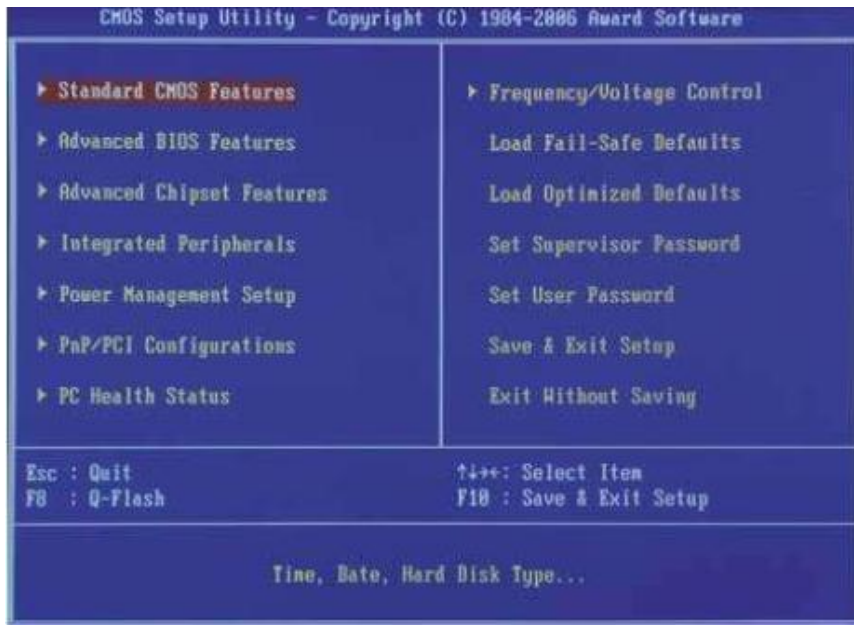 CMOS Setup Utility - Copyright (C) 1984-2006 Award Software
▶ Standard CMOS Features
▶ Advanced BIOS Features
▶ Advanced Chipset Features
▶ Integrated Peripherals
▶ Power Management Setup
▶ PnP/PCI Configurations
▶ PC Health Status
▶ Frequency/Voltage Control
Load Fail-Safe Defaults
Load Optimized Defaults
Set Supervisor Password
Set User Password
Save & Exit Setup
Exit Without Saving
Esc : Quit
F8 : Q-Flash
↑↓→←: Select Item
F10 : Save & Exit Setup
Time, Date, Hard Disk Type...